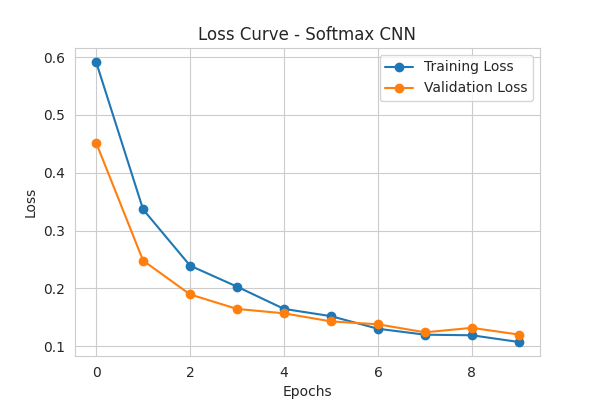 Loss Curve - Softmax CNN
Training Loss
Validation Loss
Loss
0.6
0.5
0.4
0.3
0.2
0.1
0 2 4 6 8
Epochs